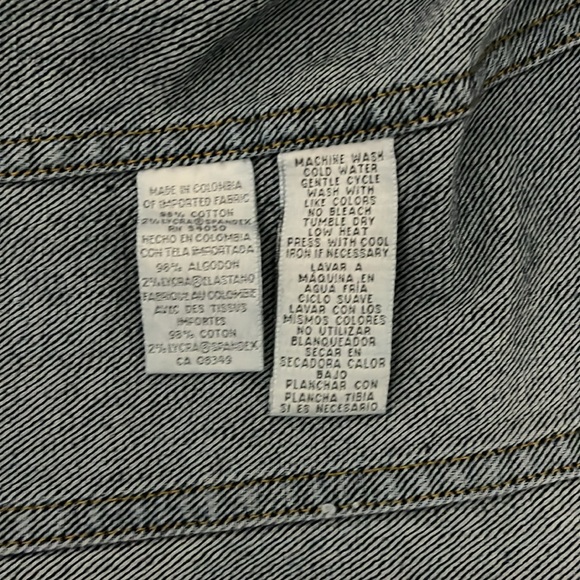 MADE IN COLOMBIA
OF IMPORTED FABRIC
98% COTTON
2% LYCRA®SPANDEX
RN 54050
HECHO EN COLOMBIA
CON TELA IMPORTADA
98% ALGODON
2% LYCRA®ELASTANO
FABRIQUE AU COLOMBIE
AVEC DES TISSUS
IMPORTES
98% COTON
2% LYCRA®SPANDEX
CA 08349
MACHINE WASH
COLD WATER
GENTLE CYCLE
WASH WITH
LIKE COLORS
NO BLEACH
TUMBLE DRY
LOW HEAT
PRESS WITH COOL
IRON IF NECESSARY
LAVAR A
MAQUINA EN
AGUA FRIA
CICLO SUAVE
LAVAR CON LOS
MISMOS COLORES
NO UTILIZAR
BLANQUEADOR
SECAR EN
SECADORA CALOR
BAJO
PLANCHAR CON
PLANCHA TIBIA
SI ES NECESARIO